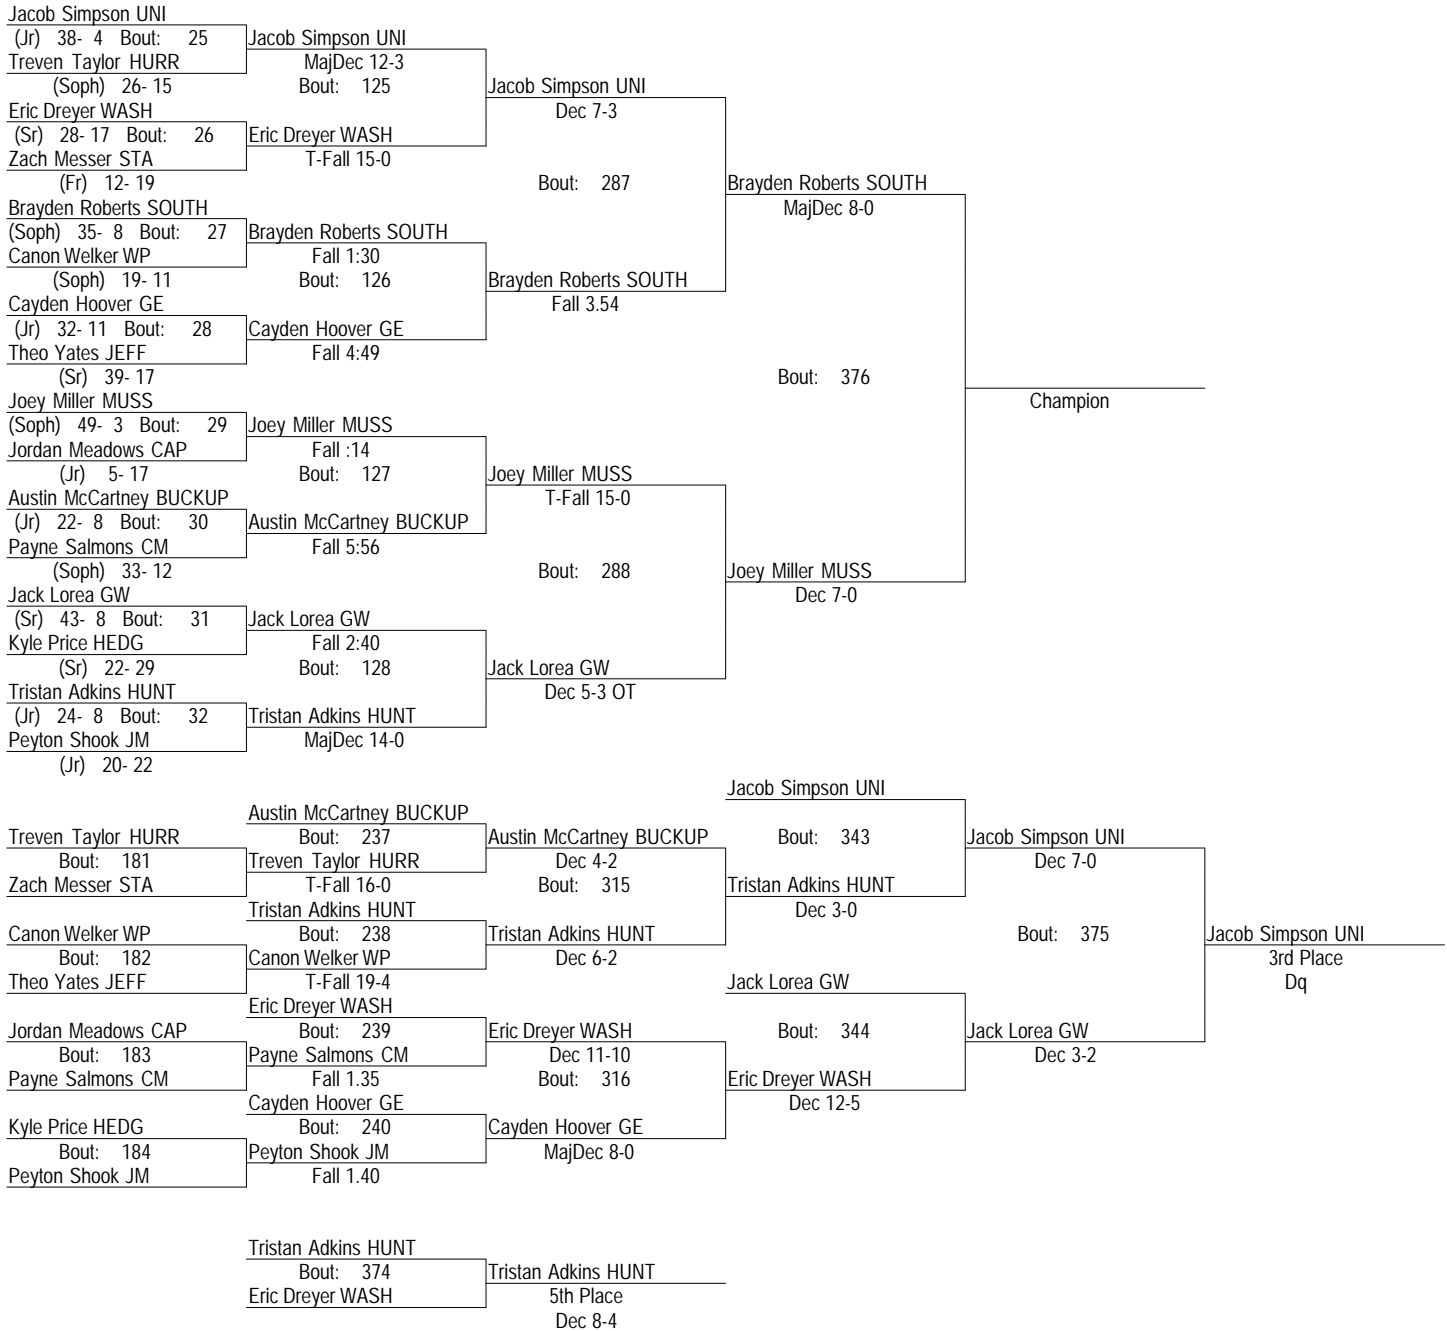 Jacob Simpson UNI
(Jr) 38- 4 Bout: 25 Jacob Simpson UNI
Treven Taylor HURR MajDec 12-3
(Soph) 26- 15 Bout: 125 Jacob Simpson UNI
Eric Dreyer WASH Dec 7-3
(Sr) 28- 17 Bout: 26 Eric Dreyer WASH
Zach Messer STA T-Fall 15-0
(Fr) 12- 19 Bout: 287 Brayden Roberts SOUTH
Brayden Roberts SOUTH MajDec 8-0
(Soph) 35- 8 Bout: 27 Brayden Roberts SOUTH
Canon Welker WP Fall 1:30
(Soph) 19- 11 Bout: 126 Brayden Roberts SOUTH
Cayden Hoover GE Fall 3.54
(Jr) 32- 11 Bout: 28 Cayden Hoover GE
Theo Yates JEFF Fall 4:49
(Sr) 39- 17 Bout: 376
Joey Miller MUSS Champion
(Soph) 49- 3 Bout: 29 Joey Miller MUSS
Jordan Meadows CAP Fall :14
(Jr) 5- 17 Bout: 127 Joey Miller MUSS
Austin McCartney BUCKUP T-Fall 15-0
(Jr) 22- 8 Bout: 30 Austin McCartney BUCKUP
Payne Salmons CM Fall 5:56
(Soph) 33- 12 Bout: 288 Joey Miller MUSS
Jack Lorea GW Dec 7-0
(Sr) 43- 8 Bout: 31 Jack Lorea GW
Kyle Price HEDG Fall 2:40
(Sr) 22- 29 Bout: 128 Jack Lorea GW
Tristan Adkins HUNT Dec 5-3 OT
(Jr) 24- 8 Bout: 32 Tristan Adkins HUNT
Peyton Shook JM MajDec 14-0
(Jr) 20- 22
Jacob Simpson UNI
Austin McCartney BUCKUP
Treven Taylor HURR Bout: 237 Austin McCartney BUCKUP Bout: 343 Jacob Simpson UNI
Bout: 181 Treven Taylor HURR Dec 4-2 Dec 7-0
Zach Messer STA T-Fall 16-0 Bout: 315 Tristan Adkins HUNT
Tristan Adkins HUNT Dec 3-0
Canon Welker WP Bout: 238 Tristan Adkins HUNT Bout: 375 Jacob Simpson UNI
Bout: 182 Canon Welker WP Dec 6-2 3rd Place
Theo Yates JEFF T-Fall 19-4 Jack Lorea GW Dq
Eric Dreyer WASH
Jordan Meadows CAP Bout: 239 Eric Dreyer WASH Bout: 344 Jack Lorea GW
Bout: 183 Payne Salmons CM Dec 11-10 Dec 3-2
Payne Salmons CM Fall 1.35 Bout: 316 Eric Dreyer WASH
Cayden Hoover GE Dec 12-5
Kyle Price HEDG Bout: 240 Cayden Hoover GE
Bout: 184 Peyton Shook JM MajDec 8-0
Peyton Shook JM Fall 1.40
Tristan Adkins HUNT
Bout: 374 Tristan Adkins HUNT
Eric Dreyer WASH 5th Place
Dec 8-4